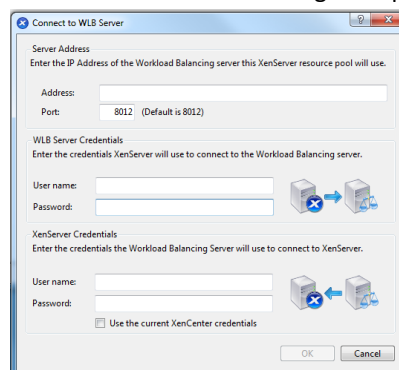 Connect to WLB Server
Server Address
Enter the IP Address of the Workload Balancing server this XenServer resource pool will use.
Address:
Port: 8012 (Default is 8012)
WLB Server Credentials
Enter the credentials XenServer will use to connect to the Workload Balancing server.
User name:
Password:
XenServer Credentials
Enter the credentials the Workload Balancing Server will use to connect to XenServer.
User name:
Password:
Use the current XenCenter credentials
OK Cancel